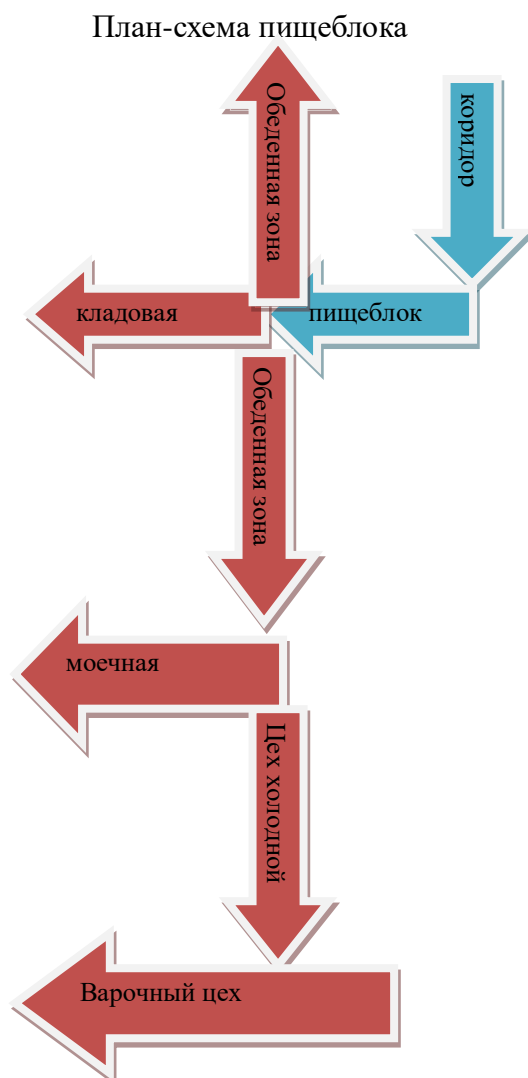 План-схема пищеблока
Обеденная зона
коридор
кладовая
пищеблок
Обеденная зона
моечная
Цех холодной
Варочный цех